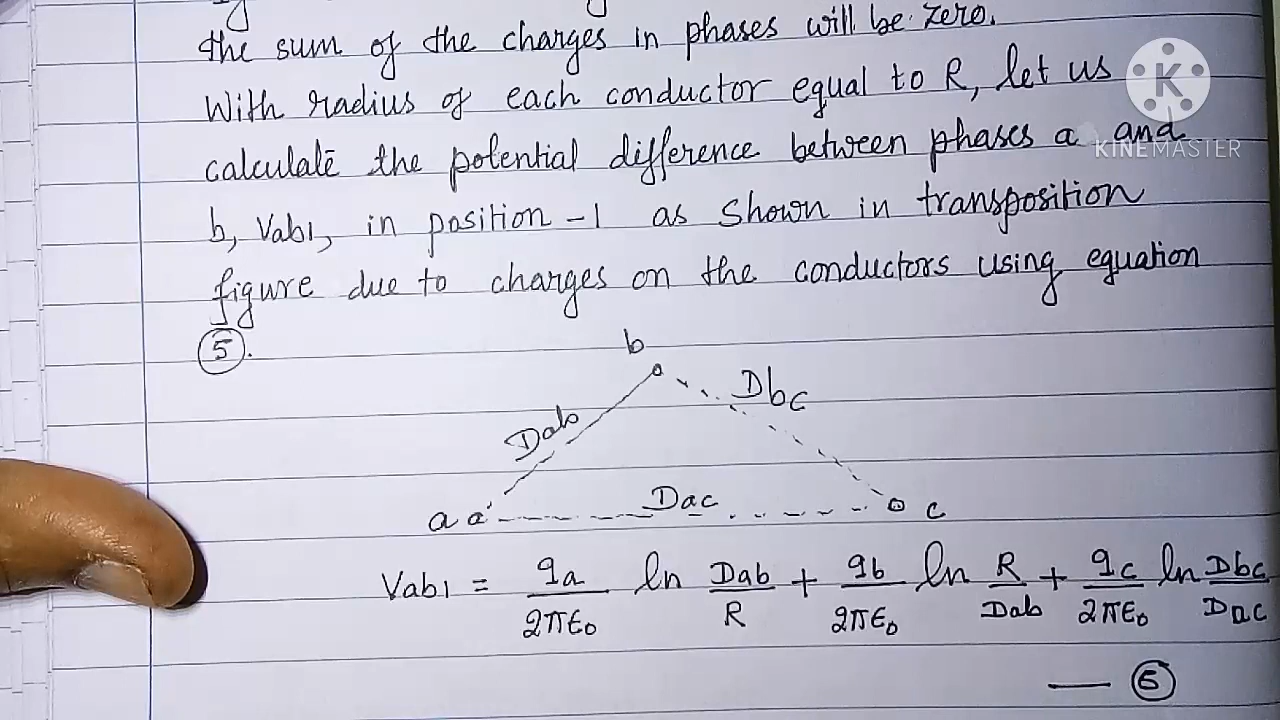 the sum of the charges in phases will be zero.
With radius of each conductor equal to R, let us
calculate the potential difference between phases a and
b, Vab1, in position -1 as shown in transposition
figure due to charges on the conductors using equation
(5).
b
Dab
Dbc
a
Dac
c
Vab1 = qa/2πε0 ln Dab/R + qb/2πε0 ln R/Dab + qc/2πε0 ln Dbc/Dac
— (6)
K
KINEMASTER